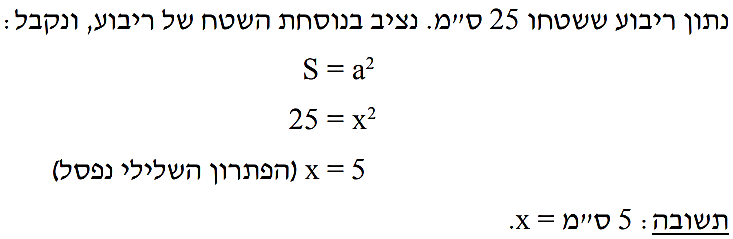 נתון ריבוע ששטחו 25 ס״מ. נציב בנוסחת השטח של ריבוע, ונקבל:
S = a²
25 = x²
x = 5 (הפתרון השלילי נפסל)
תשובה: 5 ס״מ = x.